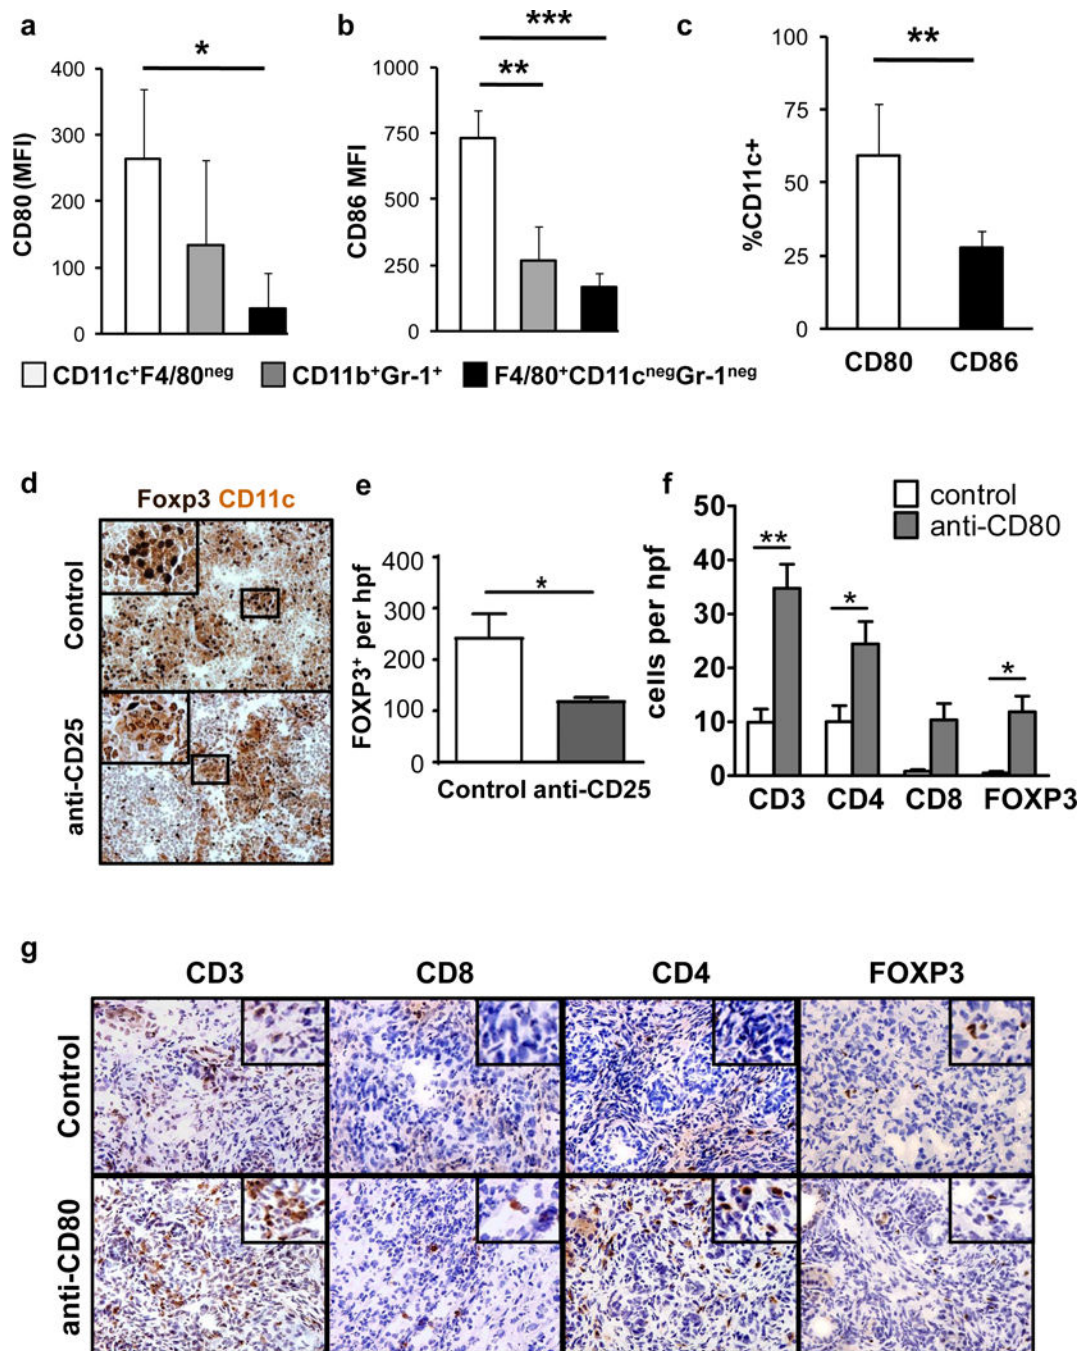 a
*
CD80 (MFI)
400
300
200
100
0
b
***
**
CD86 MFI
1000
750
500
250
0
c
**
%CD11c+
100
75
50
25
0
CD80 CD86
CD11c⁺F4/80ⁿᵉᵍ CD11b⁺Gr-1⁺ F4/80⁺CD11cⁿᵉᵍGr-1ⁿᵉᵍ
d
Foxp3 CD11c
Control
anti-CD25
e
FOXP3⁺ per hpf
400
300
200
100
0
*
Control anti-CD25
f
control
anti-CD80
cells per hpf
50
40
30
20
10
0
**
*
*
CD3 CD4 CD8 FOXP3
g
CD3 CD8 CD4 FOXP3
Control
anti-CD80